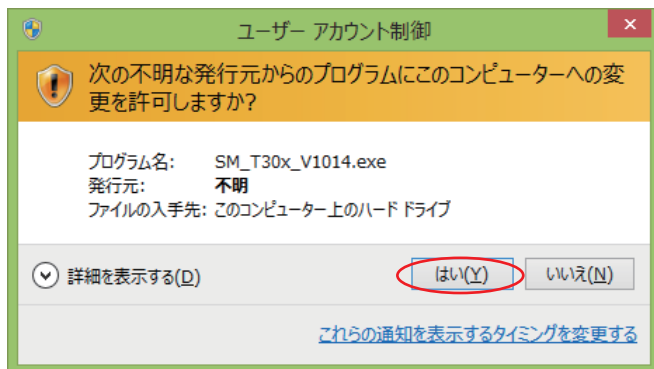 ユーザー アカウント制御
次の不明な発行元からのプログラムにこのコンピューターへの変
更を許可しますか?
プログラム名: SM_T30x_V1014.exe
発行元: 不明
ファイルの入手先: このコンピューター上のハード ドライブ
詳細を表示する(D) はい(Y) いいえ(N)
これらの通知を表示するタイミングを変更する